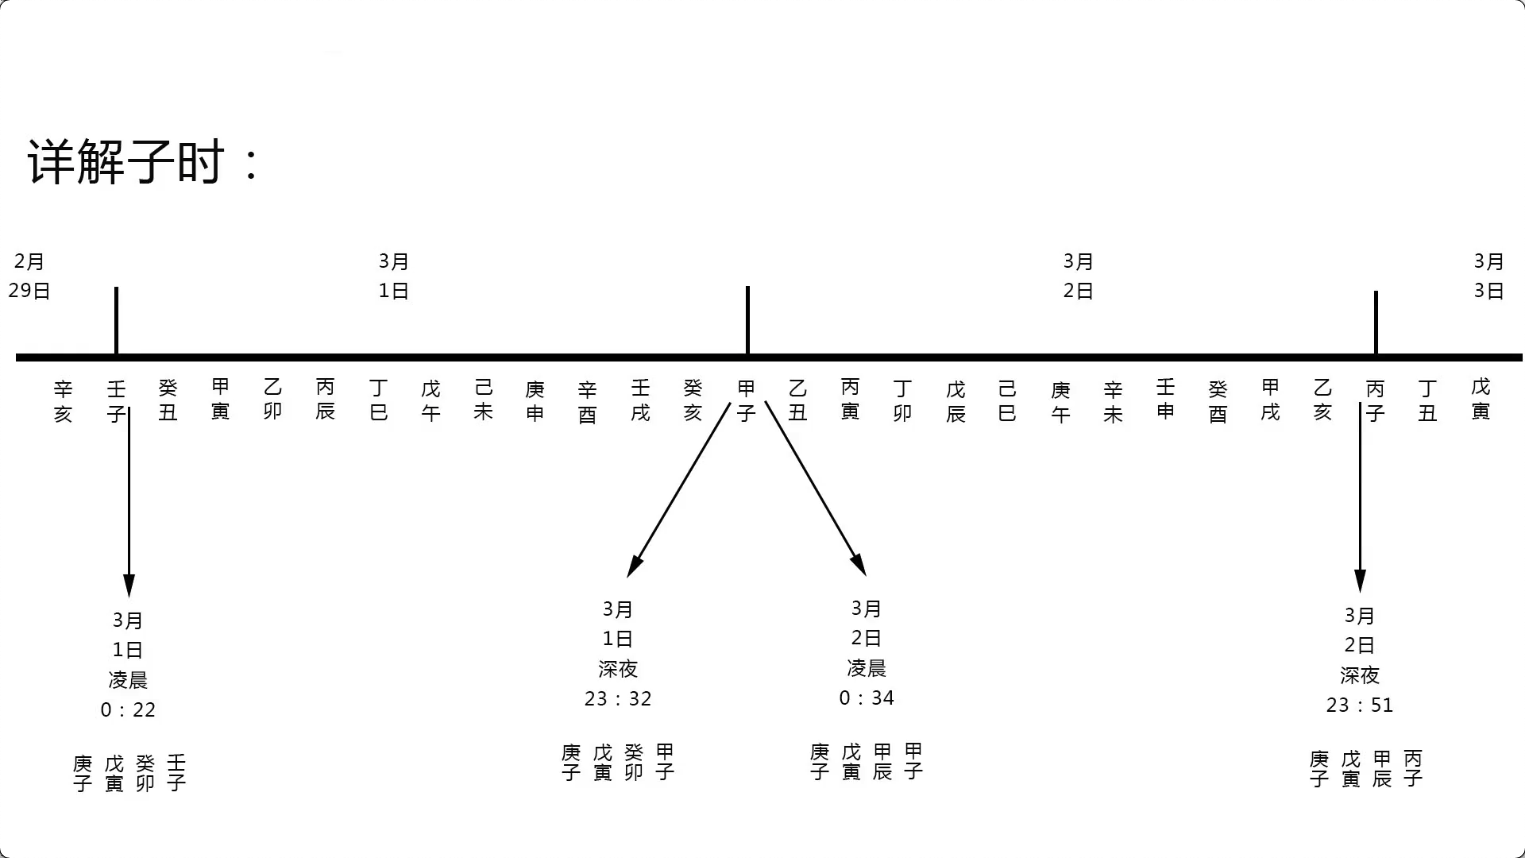 详解子时：
2月
29日
3月
1日
3月
2日
3月
3日
辛亥 壬子 癸丑 甲寅 乙卯 丙辰 丁巳 戊午 己未 庚申 辛酉 壬戌 癸亥 甲子 乙丑 丙寅 丁卯 戊辰 己巳 庚午 辛未 壬申 癸酉 甲戌 乙亥 丙子 丁丑 戊寅
3月
1日
凌晨
0：22
庚子 戊寅 癸卯 壬子
3月
1日
深夜
23：32
庚子 戊寅 癸卯 甲子
3月
2日
凌晨
0：34
庚子 戊寅 甲辰 甲子
3月
2日
深夜
23：51
庚子 戊寅 甲辰 丙子